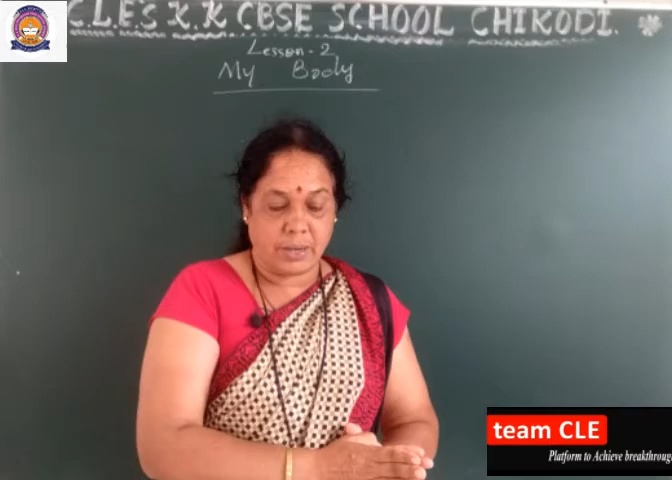 C.L.E.S K.K CBSE SCHOOL CHIKODI.
Lesson-2
My Body
team CLE
Platform to Achieve breakthroug